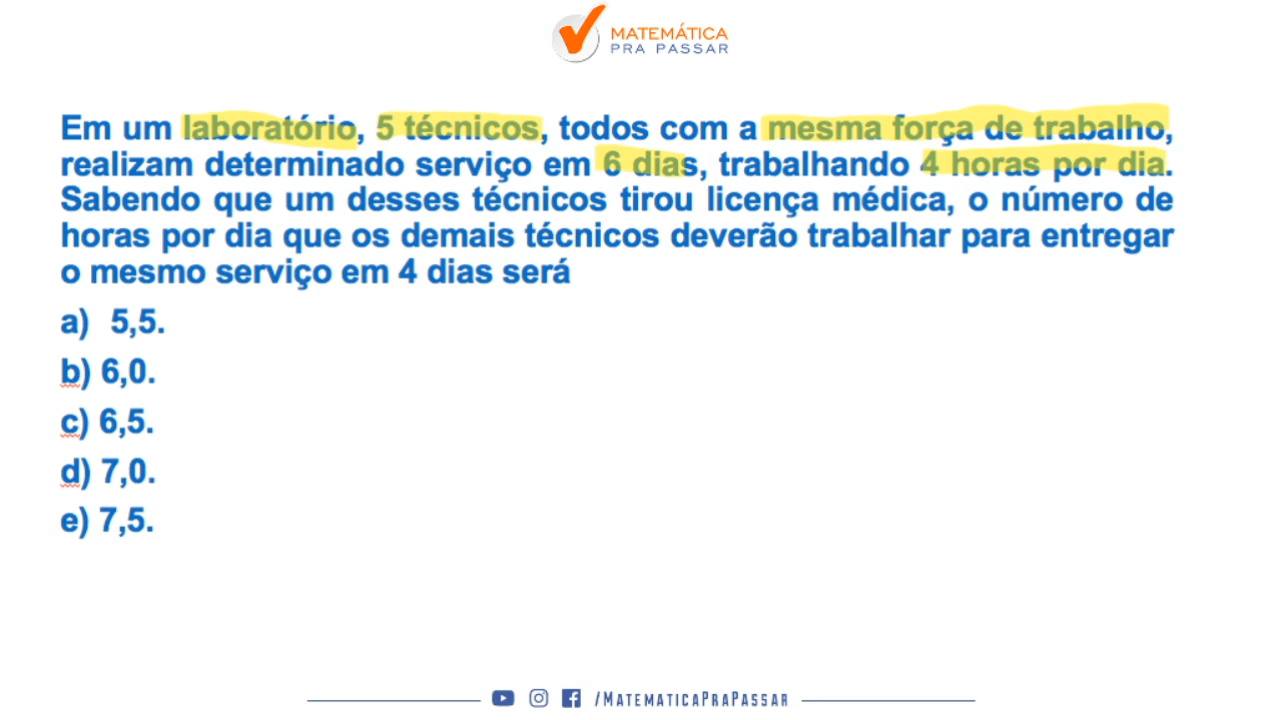 MATEMÁTICA
PRA PASSAR
Em um laboratório, 5 técnicos, todos com a mesma força de trabalho,
realizam determinado serviço em 6 dias, trabalhando 4 horas por dia.
Sabendo que um desses técnicos tirou licença médica, o número de
horas por dia que os demais técnicos deverão trabalhar para entregar
o mesmo serviço em 4 dias será
a) 5,5.
b) 6,0.
c) 6,5.
d) 7,0.
e) 7,5.
/MATEMATICAPRAPASSAR